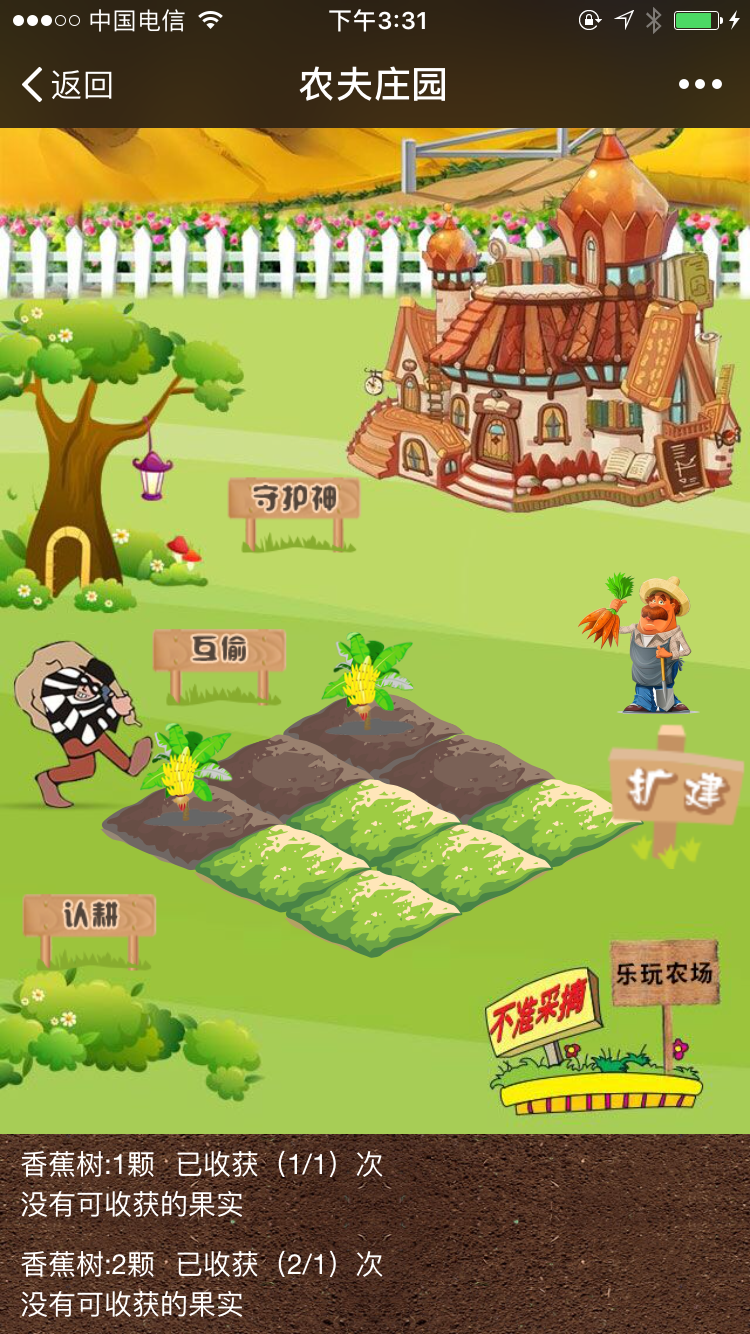 中国电信
下午3:31
返回
农夫庄园
守护神
互偷
扩建
认耕
乐玩农场
不准采摘
香蕉树:1颗 · 已收获（1/1）次
没有可收获的果实
香蕉树:2颗 · 已收获（2/1）次
没有可收获的果实